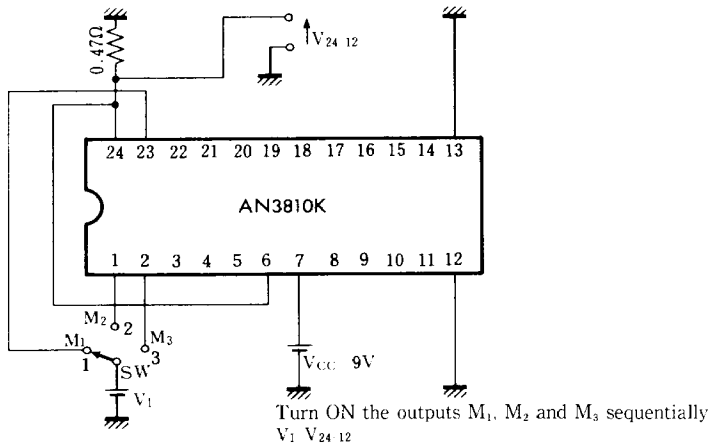 0.47Ω
V24-12
24 23 22 21 20 19 18 17 16 15 14 13
AN3810K
1 2 3 4 5 6 7 8 9 10 11 12
M2 2
M3
M1
1 SW 3
VCC 9V
V1
Turn ON the outputs M1, M2 and M3 sequentially
V1 V24-12